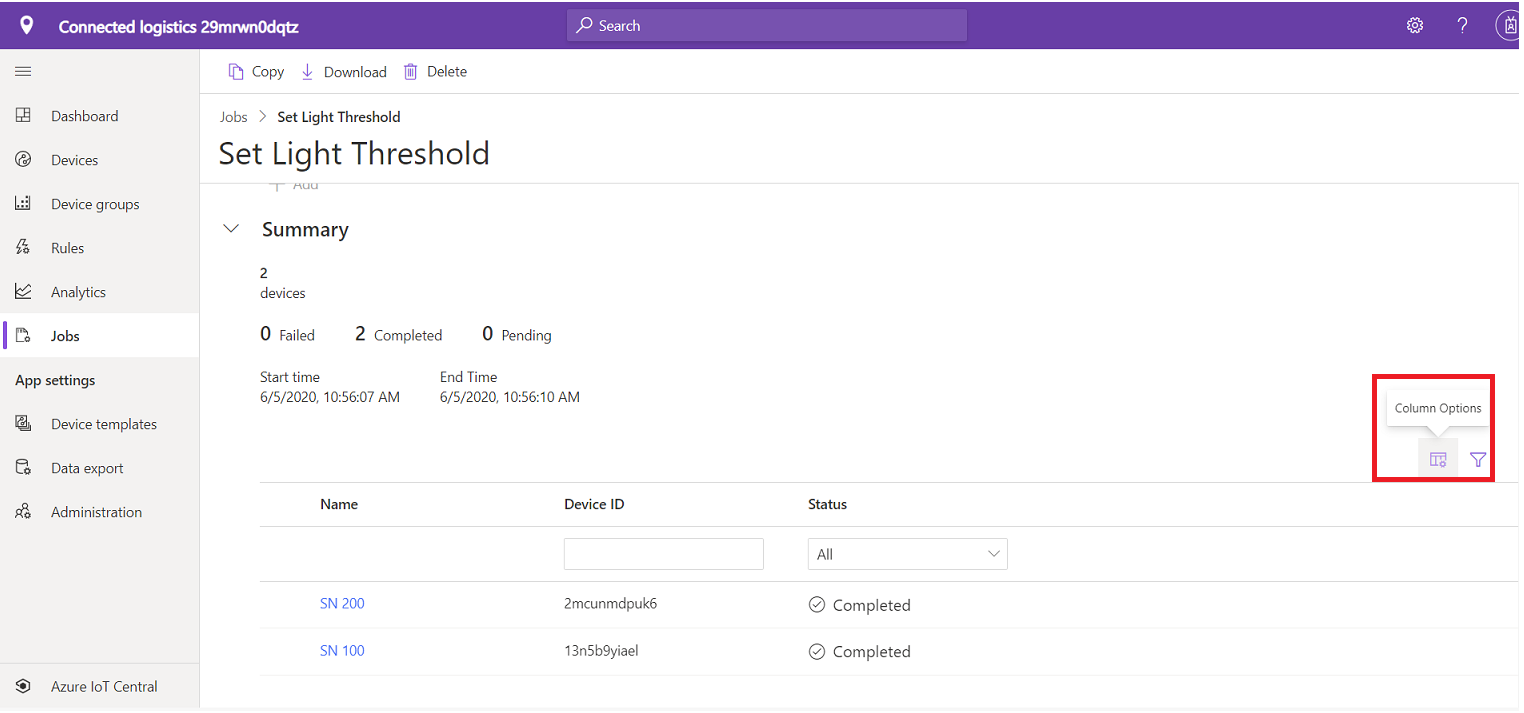 Connected logistics 29mrwn0dqtz
Search
?
Copy
Download
Delete
Dashboard
Devices
Device groups
Rules
Analytics
Jobs
App settings
Device templates
Data export
Administration
Azure IoT Central
Jobs > Set Light Threshold
Set Light Threshold
Add
Summary
2
devices
0 Failed
2 Completed
0 Pending
Start time
6/5/2020, 10:56:07 AM
End Time
6/5/2020, 10:56:10 AM
Column Options
Name
Device ID
Status
All
SN 200
2mcunmdpuk6
Completed
SN 100
13n5b9yiael
Completed